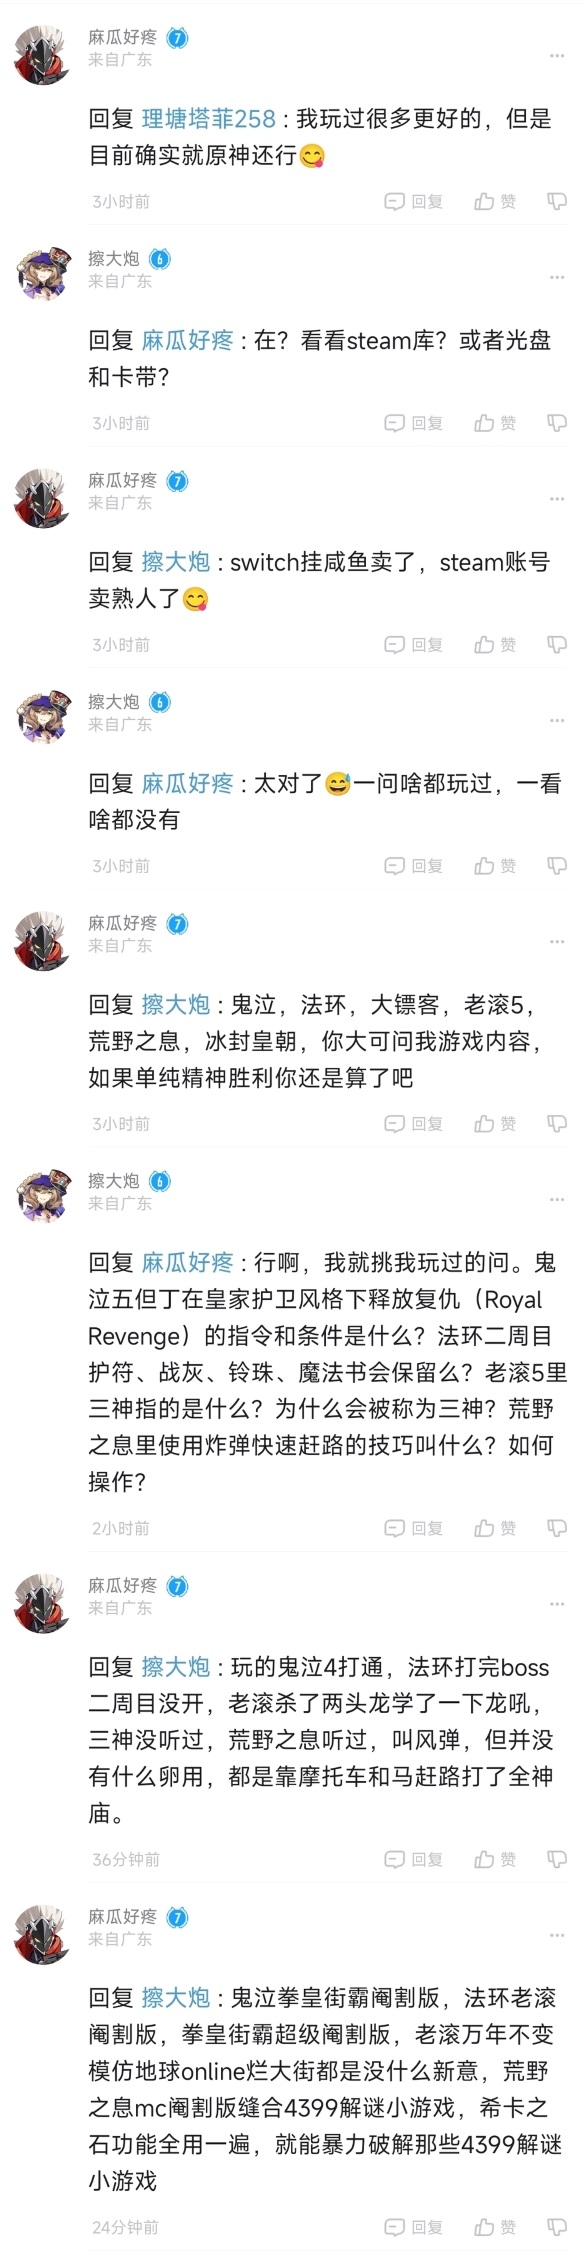 麻瓜好疼 7
来自广东
回复 理塘塔菲258 : 我玩过很多更好的，但是
目前确实就原神还行😋
3小时前 回复 赞
擦大炮 6
来自广东
回复 麻瓜好疼 : 在？看看steam库？或者光盘
和卡带？
3小时前 回复 赞
麻瓜好疼 7
来自广东
回复 擦大炮 : switch挂咸鱼卖了，steam账号
卖熟人了😋
3小时前 回复 赞
擦大炮 6
来自广东
回复 麻瓜好疼 : 太对了😅一问啥都玩过，一看
啥都没有
3小时前 回复 赞
麻瓜好疼 7
来自广东
回复 擦大炮 : 鬼泣，法环，大镖客，老滚5，
荒野之息，冰封皇朝，你大可问我游戏内容，
如果单纯精神胜利你还是算了吧
3小时前 回复 赞
擦大炮 6
来自广东
回复 麻瓜好疼 : 行啊，我就挑我玩过的问。鬼
泣五但丁在皇家护卫风格下释放复仇（Royal
Revenge）的指令和条件是什么？法环二周目
护符、战灰、铃珠、魔法书会保留么？老滚5里
三神指的是什么？为什么会被称为三神？荒野
之息里使用炸弹快速赶路的技巧叫什么？如何
操作？
2小时前 回复 赞
麻瓜好疼 7
来自广东
回复 擦大炮 : 玩的鬼泣4打通，法环打完boss
二周目没开，老滚杀了两头龙学了一下龙吼，
三神没听过，荒野之息听过，叫风弹，但并没
有什么卵用，都是靠摩托车和马赶路打了全神
庙。
36分钟前 回复 赞
麻瓜好疼 7
来自广东
回复 擦大炮 : 鬼泣拳皇街霸阉割版，法环老滚
阉割版，拳皇街霸超级阉割版，老滚万年不变
模仿地球online烂大街都是没什么新意，荒野
之息mc阉割版缝合4399解谜小游戏，希卡之
石功能全用一遍，就能暴力破解那些4399解谜
小游戏
24分钟前 回复 赞